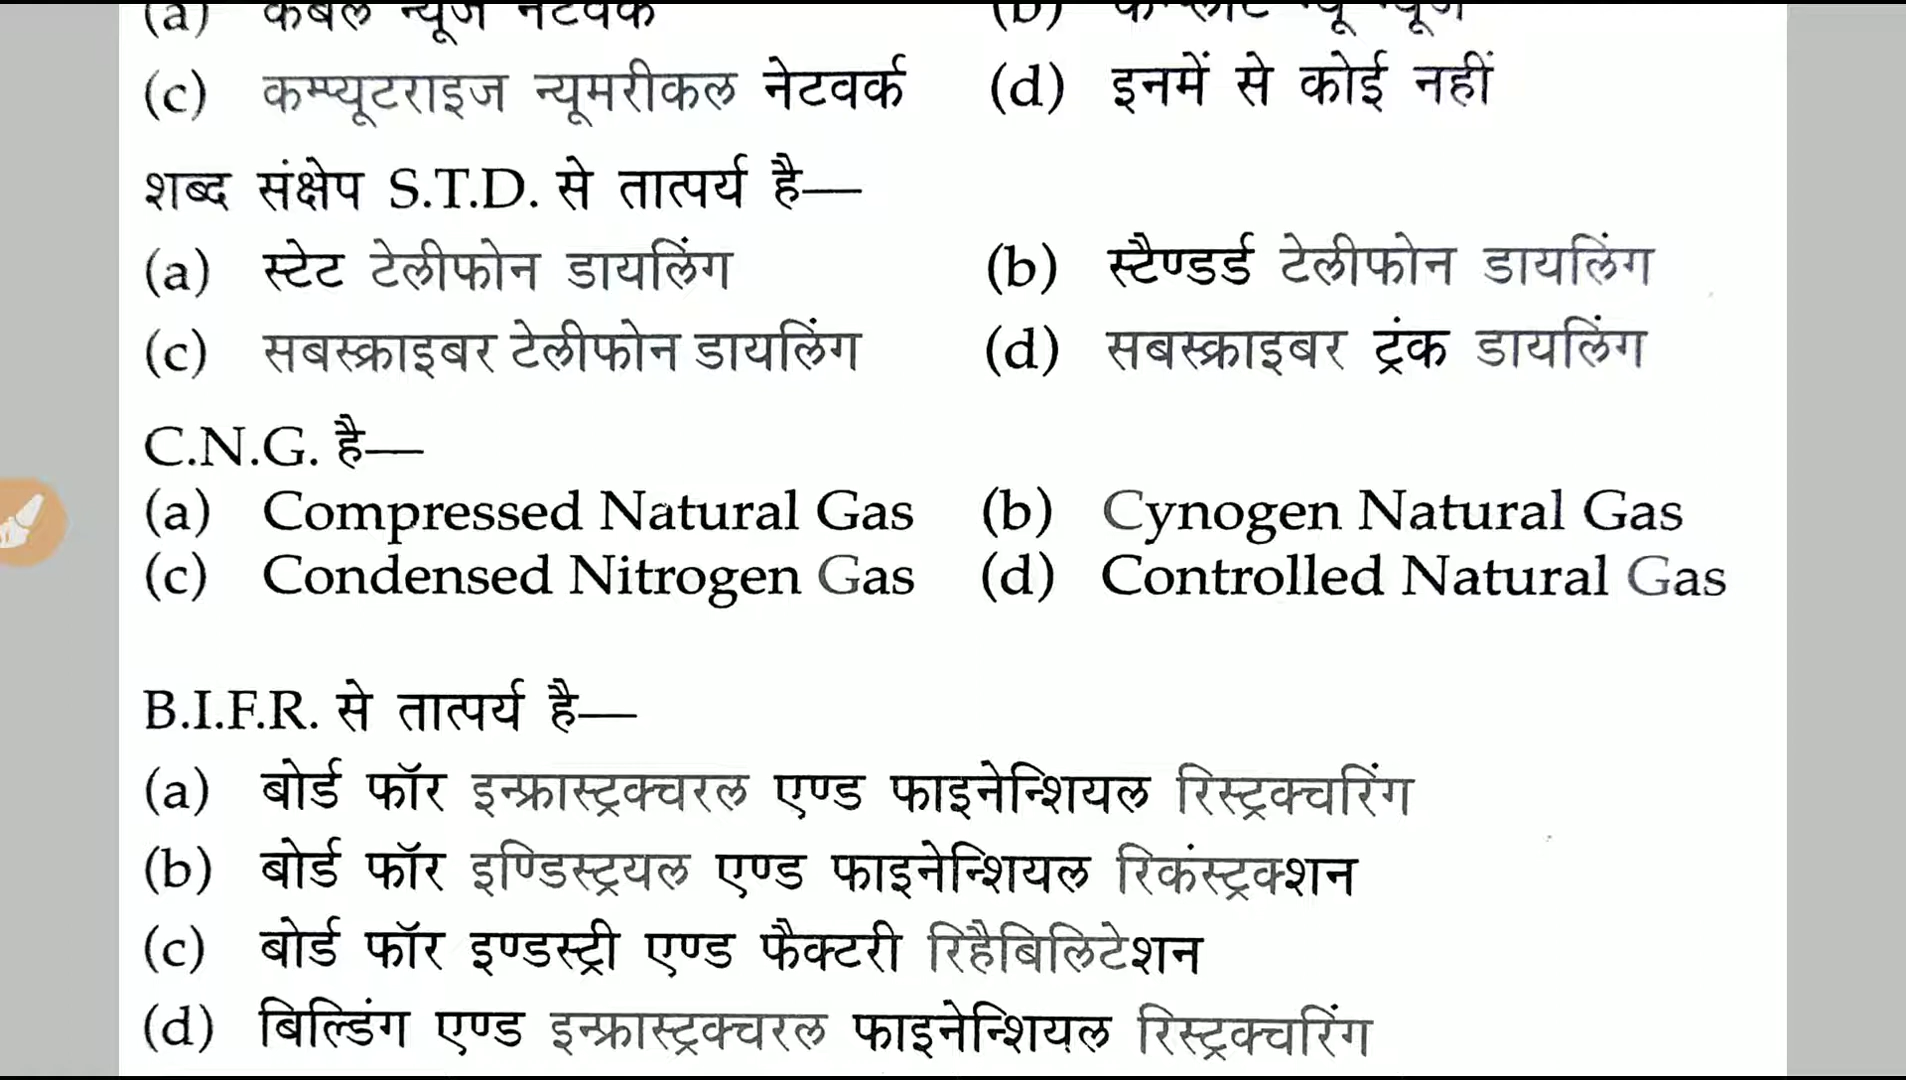 (a) केबल न्यूज नेटवर्क (b)
(c) कम्प्यूटराइज न्यूमरीकल नेटवर्क (d) इनमें से कोई नहीं
शब्द संक्षेप S.T.D. से तात्पर्य है—
(a) स्टेट टेलीफोन डायलिंग (b) स्टैण्डर्ड टेलीफोन डायलिंग
(c) सबस्क्राइबर टेलीफोन डायलिंग (d) सबस्क्राइबर ट्रंक डायलिंग
C.N.G. है—
(a) Compressed Natural Gas (b) Cynogen Natural Gas
(c) Condensed Nitrogen Gas (d) Controlled Natural Gas
B.I.F.R. से तात्पर्य है—
(a) बोर्ड फॉर इन्फ्रास्ट्रक्चरल एण्ड फाइनेन्शियल रिस्ट्रक्चरिंग
(b) बोर्ड फॉर इण्डिस्ट्रयल एण्ड फाइनेन्शियल रिकंस्ट्रक्शन
(c) बोर्ड फॉर इण्डस्ट्री एण्ड फैक्टरी रिहैबिलिटेशन
(d) बिल्डिंग एण्ड इन्फ्रास्ट्रक्चरल फाइनेन्शियल रिस्ट्रक्चरिंग